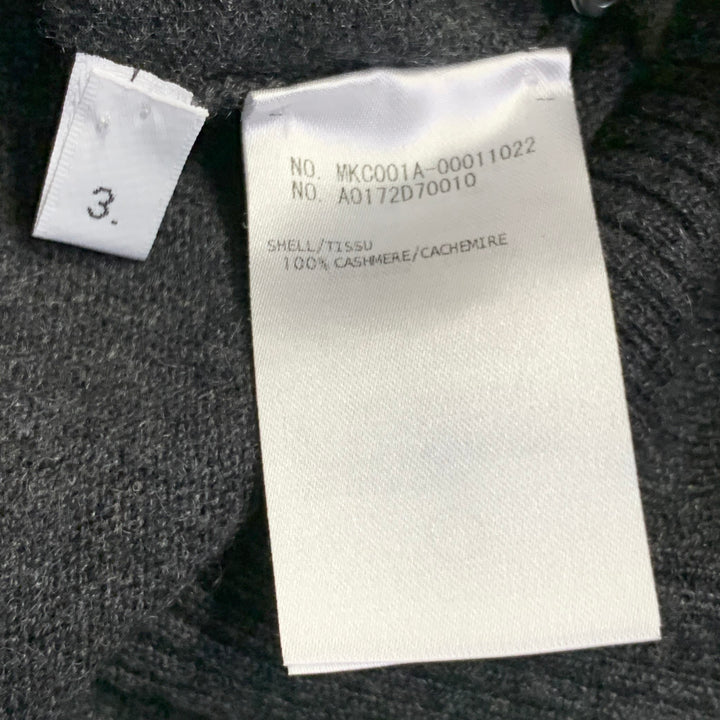 3.
NO. MKC001A-00011022
NO. A0172D70010
SHELL/TISSU
100% CASHMERE/CACHEMIRE